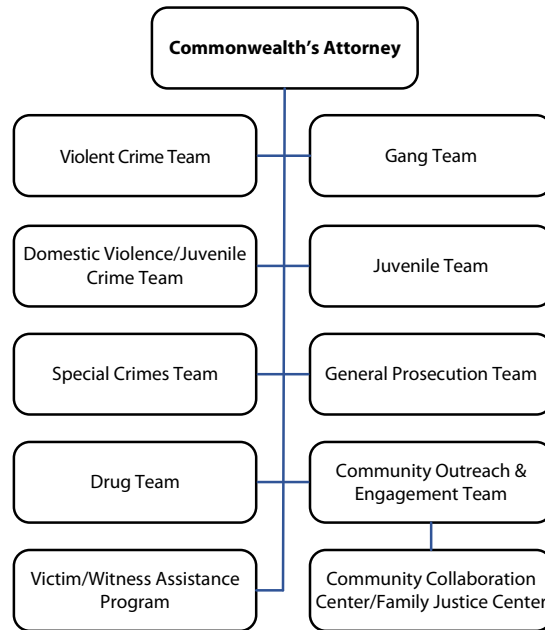 Commonwealth’s Attorney
Violent Crime Team
Gang Team
Domestic Violence/Juvenile
Crime Team
Juvenile Team
Special Crimes Team
General Prosecution Team
Drug Team
Community Outreach &
Engagement Team
Victim/Witness Assistance
Program
Community Collaboration
Center/Family Justice Center